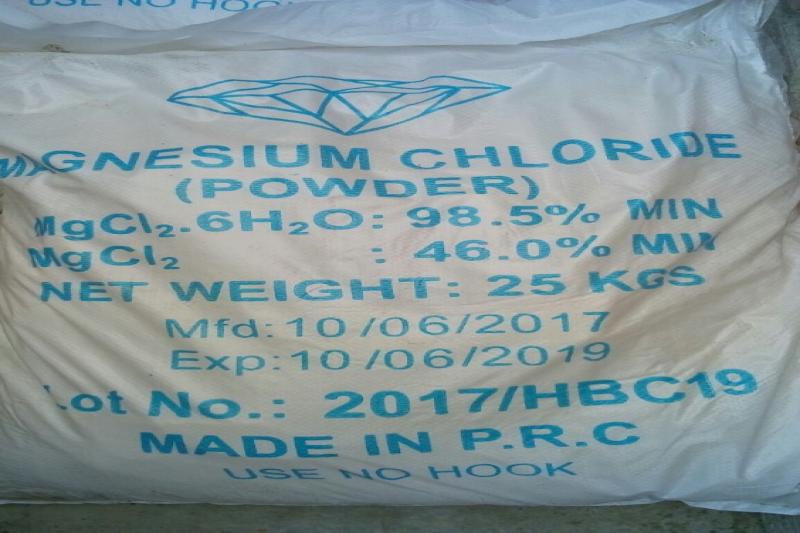 USE NO HOOK
MAGNESIUM CHLORIDE
(POWDER)
MgCl₂.6H₂O: 98.5% MIN
MgCl₂ : 46.0% MIN
NET WEIGHT: 25 KGS
Mfd: 10/06/2017
Exp: 10/06/2019
Lot No.: 2017/HBC19
MADE IN P.R.C
USE NO HOOK